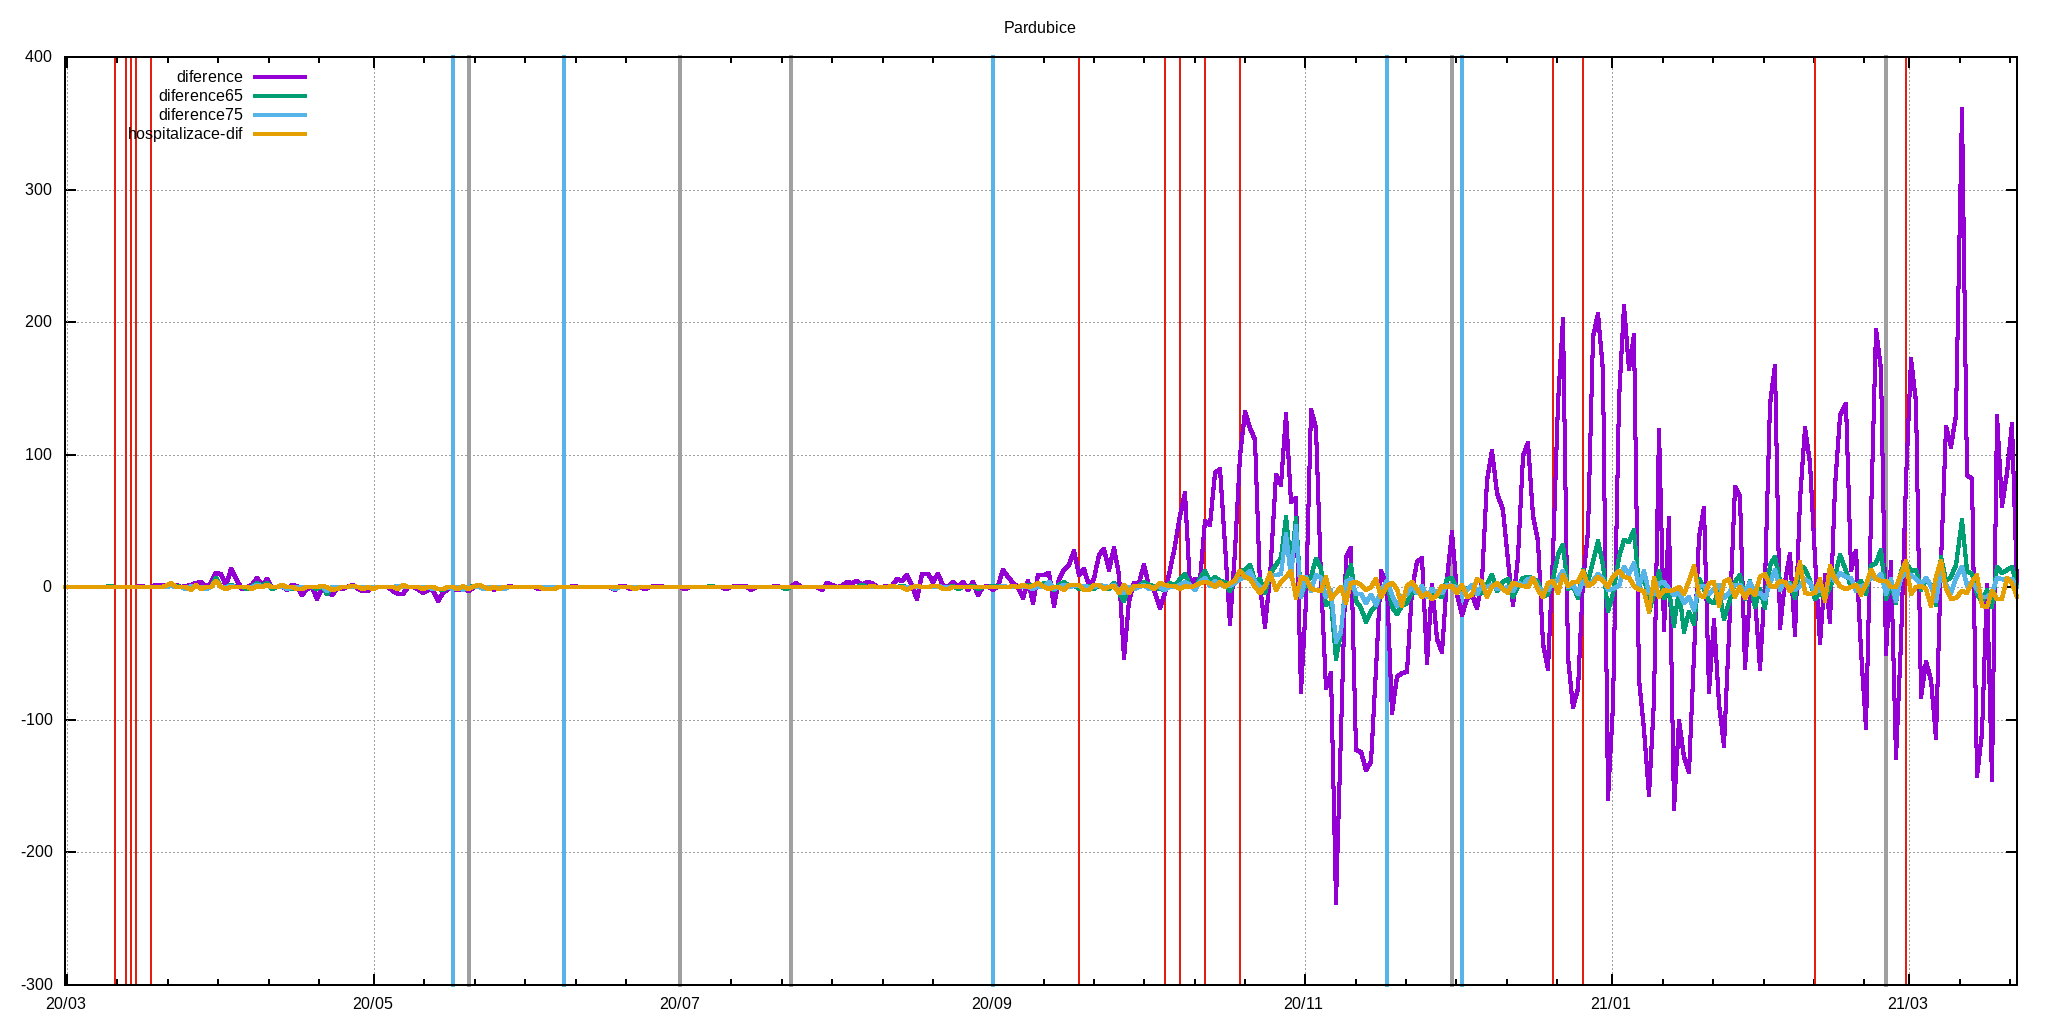 Pardubice
400
300
200
100
0
-100
-200
-300
diference
diference65
diference75
hospitalizace-dif
20/03 20/05 20/07 20/09 20/11 21/01 21/03